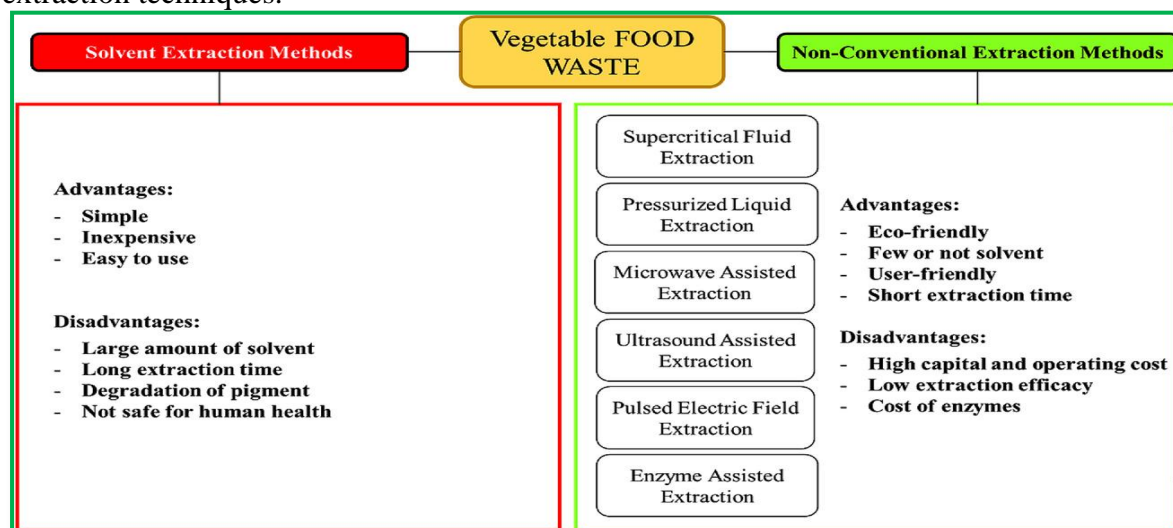 extraction techniques.
Vegetable FOOD
WASTE
Solvent Extraction Methods
Non-Conventional Extraction Methods
Advantages:
- Simple
- Inexpensive
- Easy to use
Disadvantages:
- Large amount of solvent
- Long extraction time
- Degradation of pigment
- Not safe for human health
Supercritical Fluid
Extraction
Pressurized Liquid
Extraction
Microwave Assisted
Extraction
Ultrasound Assisted
Extraction
Pulsed Electric Field
Extraction
Enzyme Assisted
Extraction
Advantages:
- Eco-friendly
- Few or not solvent
- User-friendly
- Short extraction time
Disadvantages:
- High capital and operating cost
- Low extraction efficacy
- Cost of enzymes